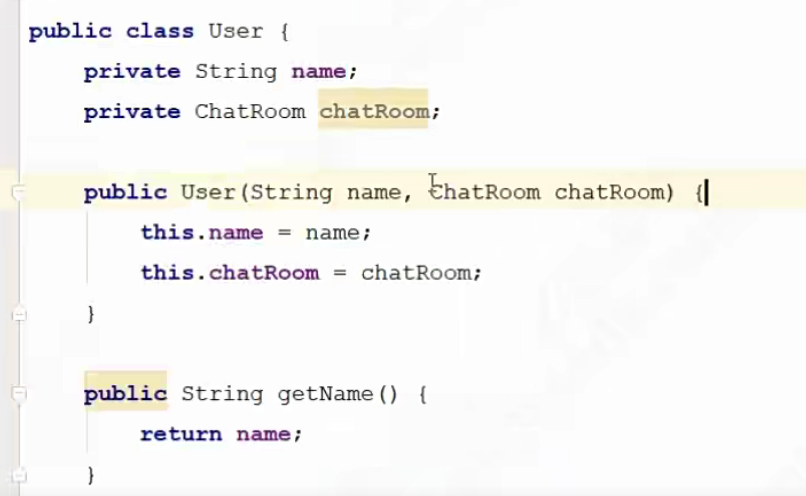 public class User {
private String name;
private ChatRoom chatRoom;
public User(String name, ChatRoom chatRoom) {
this.name = name;
this.chatRoom = chatRoom;
}
public String getName() {
return name;
}